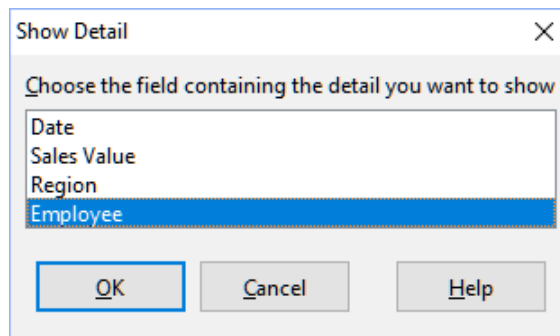 Show Detail
Choose the field containing the detail you want to show
Date
Sales Value
Region
Employee
OK Cancel Help